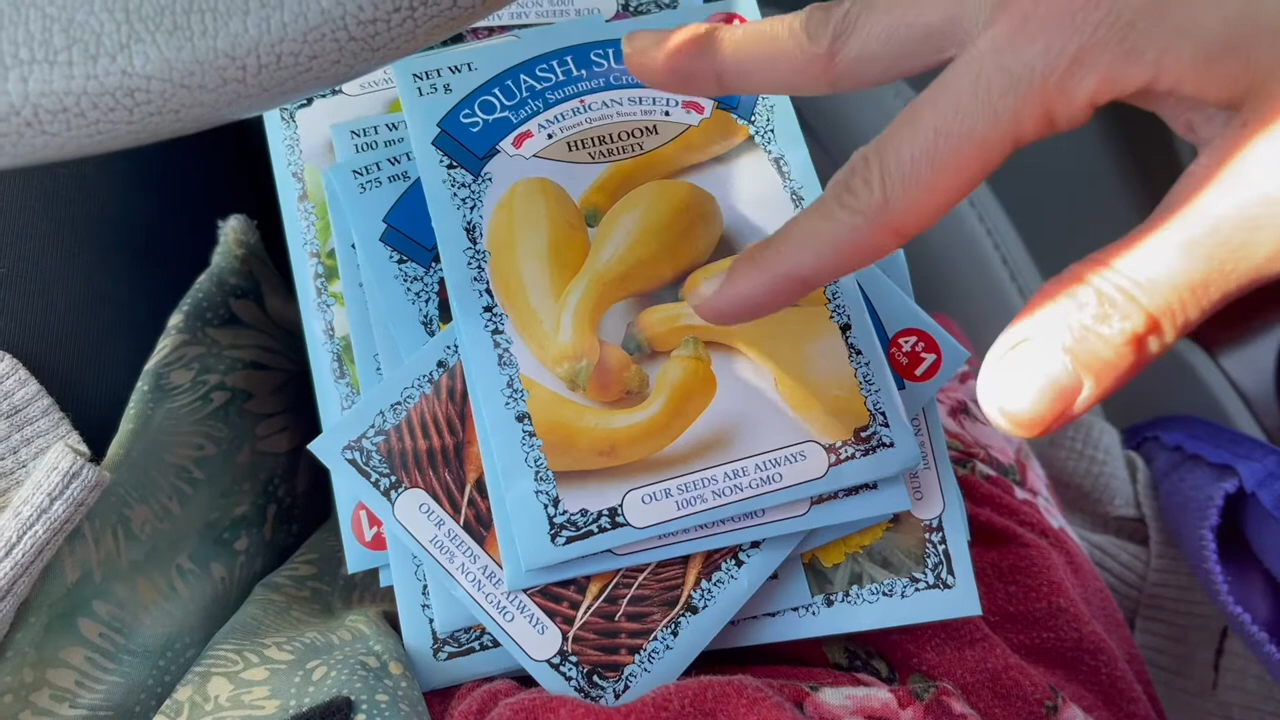 NET WT.
1.5 g
SQUASH,
Early Summer
AMERICAN SEED
Finest Quality Since 1897
HEIRLOOM
VARIETY
NET WT.
100 mg
NET WT.
375 mg
4 FOR $1
OUR SEEDS ARE ALWAYS
100% NON-GMO
100% NON-GMO
OUR SEEDS ARE ALWAYS
100% NON-GMO